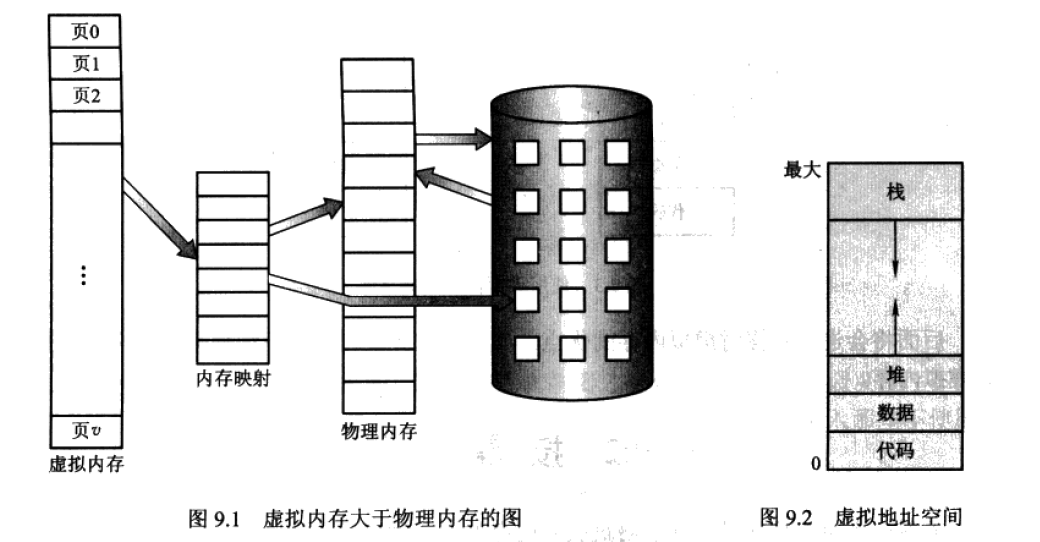 页0
页1
页2
⋮
页v
虚拟内存
内存映射
物理内存
图 9.1 虚拟内存大于物理内存的图
最大
栈
堆
数据
代码
0
图 9.2 虚拟地址空间